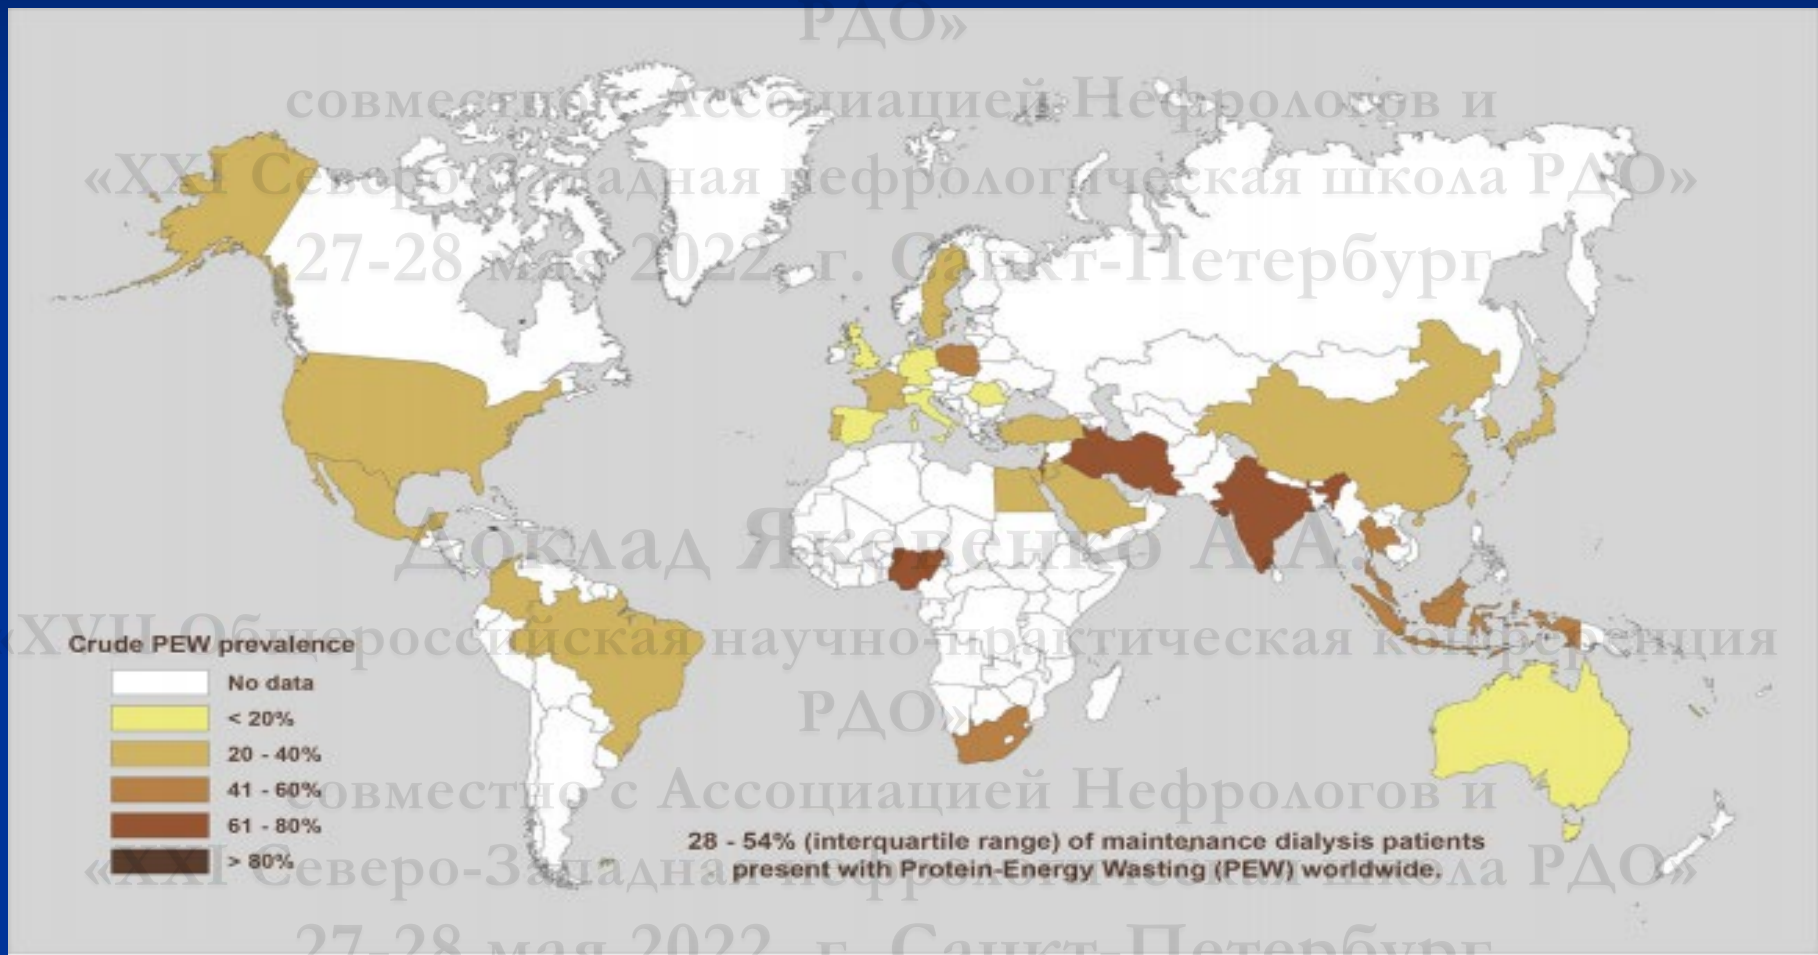 РДО»
совместно с Ассоциацией Нефрологов и
«XXI Северо-Западная нефрологическая школа РДО»
27-28 мая 2022 г. Санкт-Петербург
Доклад Яковенко А.А.
«XVII Общероссийская научно-практическая конференция
РДО»
Crude PEW prevalence
No data
< 20%
20 - 40%
41 - 60%
61 - 80%
> 80%
совместно с Ассоциацией Нефрологов и
28 - 54% (interquartile range) of maintenance dialysis patients
present with Protein-Energy Wasting (PEW) worldwide.
«XXI Северо-Западная нефрологическая школа РДО»
27-28 мая 2022 г. Санкт-Петербург